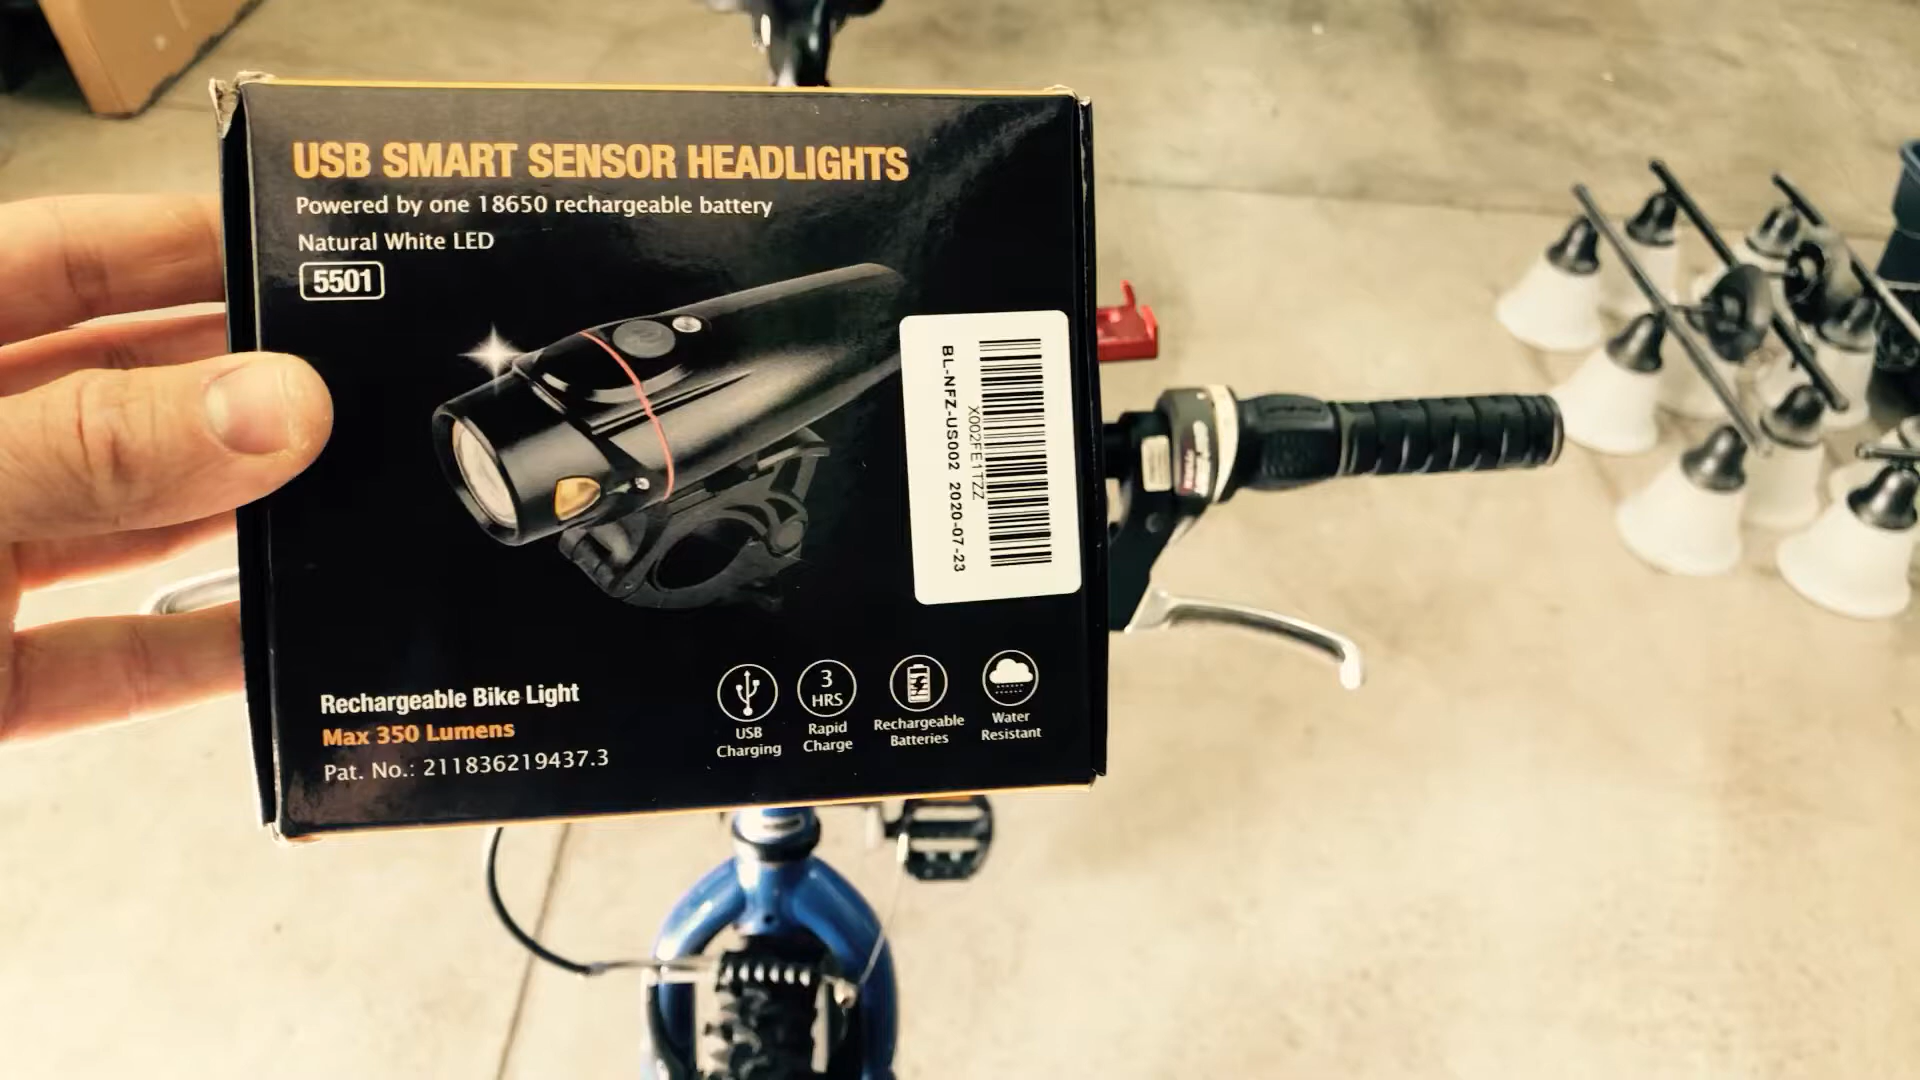 USB SMART SENSOR HEADLIGHTS
Powered by one 18650 rechargeable battery
Natural White LED
5501
X002FE1TZZ
BL-NFZ-US002 2020-07-23
Rechargeable Bike Light
Max 350 Lumens
Pat. No.: 211836219437.3
USB
Charging
3
HRS
Rapid
Charge
Rechargeable
Batteries
Water
Resistant